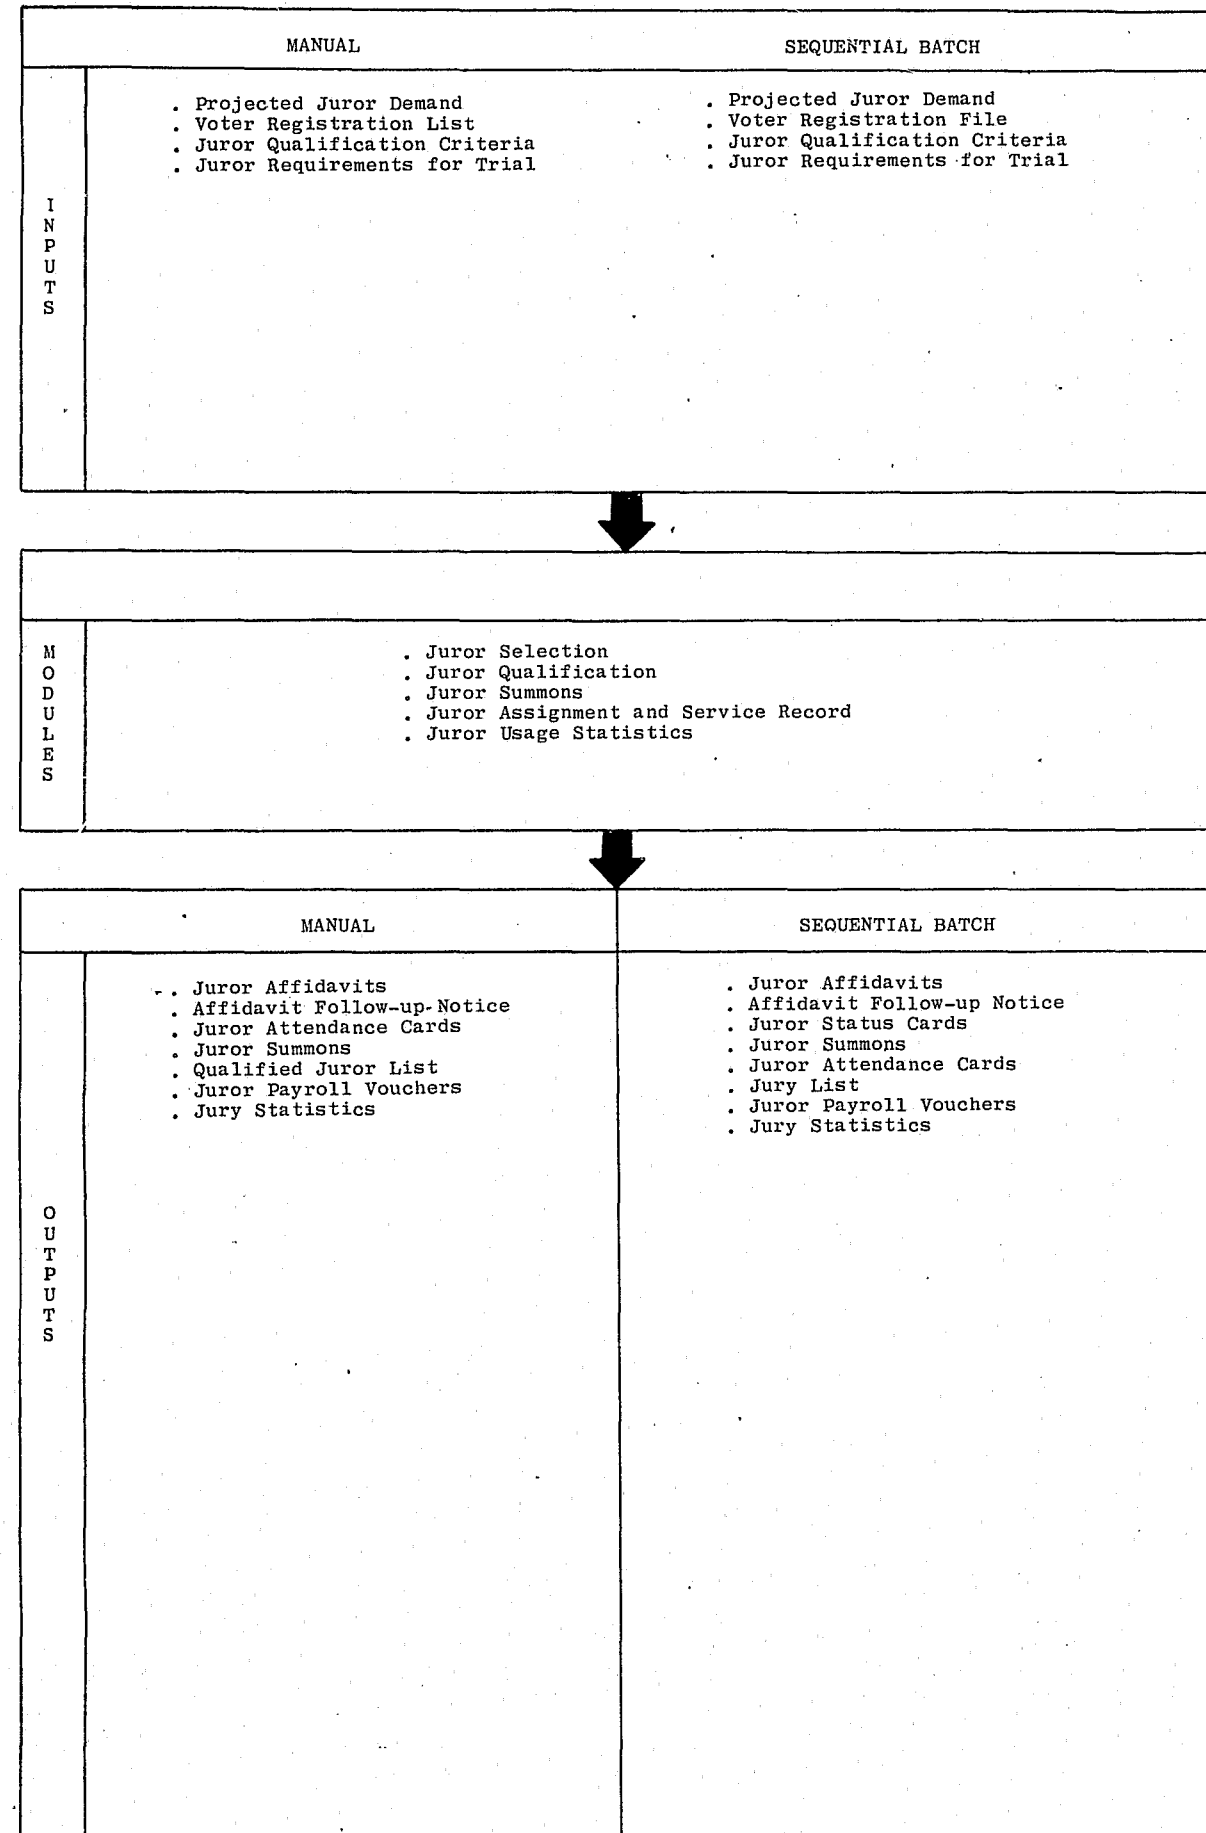 MANUAL
SEQUENTIAL BATCH
INPUTS
. Projected Juror Demand
. Voter Registration List
. Juror Qualification Criteria
. Juror Requirements for Trial
. Projected Juror Demand
. Voter Registration File
. Juror Qualification Criteria
. Juror Requirements for Trial
MODULES
. Juror Selection
. Juror Qualification
. Juror Summons
. Juror Assignment and Service Record
. Juror Usage Statistics
MANUAL
SEQUENTIAL BATCH
OUTPUTS
. Juror Affidavits
. Affidavit Follow-up Notice
. Juror Attendance Cards
. Juror Summons
. Qualified Juror List
. Juror Payroll Vouchers
. Jury Statistics
. Juror Affidavits
. Affidavit Follow-up Notice
. Juror Status Cards
. Juror Summons
. Juror Attendance Cards
. Jury List
. Juror Payroll Vouchers
. Jury Statistics